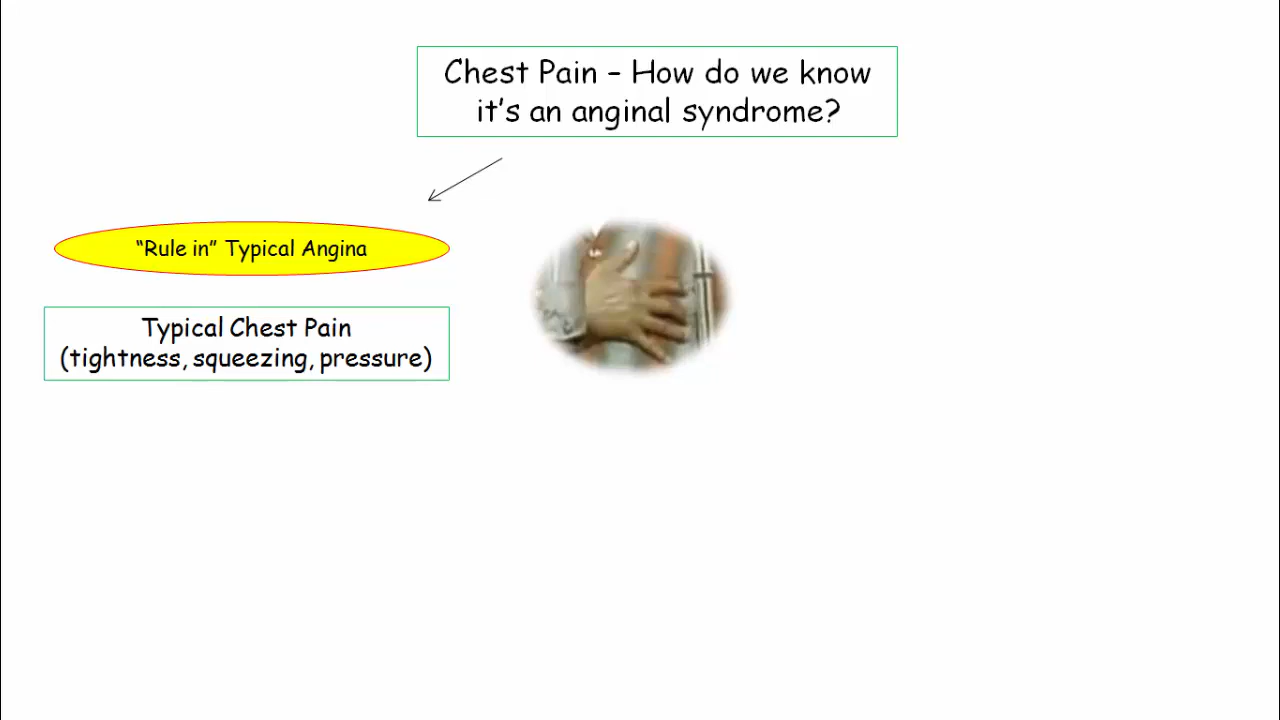 Chest Pain – How do we know
it's an anginal syndrome?
“Rule in” Typical Angina
Typical Chest Pain
(tightness, squeezing, pressure)